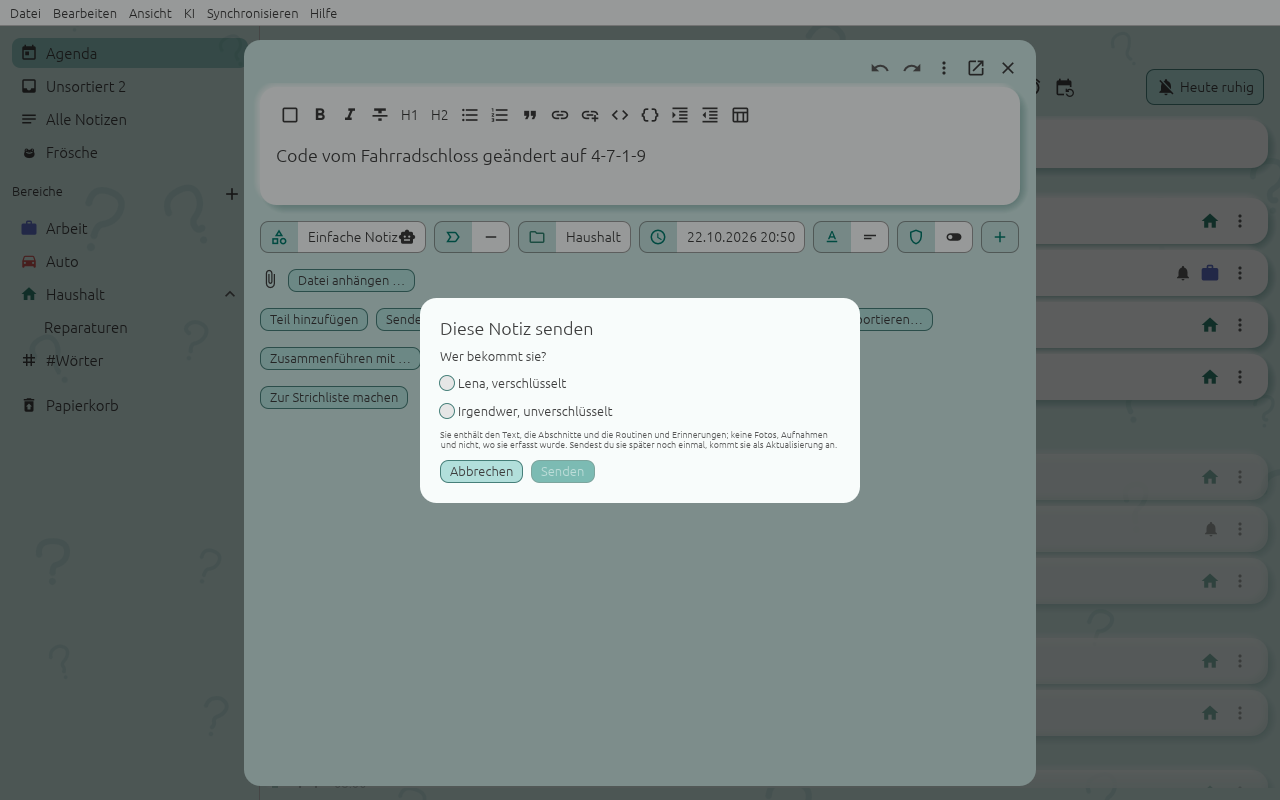 Datei Bearbeiten Ansicht KI Synchronisieren Hilfe
Agenda
Unsortiert 2
Alle Notizen
Frösche
Bereiche
Arbeit
Auto
Haushalt
Reparaturen
#Wörter
Papierkorb
Heute ruhig
B I S H1 H2
Code vom Fahrradschloss geändert auf 4-7-1-9
Einfache Notiz
Haushalt
22.10.2026 20:50
Datei anhängen …
Teil hinzufügen
Zusammenführen mit …
Zur Strichliste machen
Diese Notiz senden
Wer bekommt sie?
Lena, verschlüsselt
Irgendwer, unverschlüsselt
Sie enthält den Text, die Abschnitte und die Routinen und Erinnerungen; keine Fotos, Aufnahmen
und nicht, wo sie erfasst wurde. Sendest du sie später noch einmal, kommt sie als Aktualisierung an.
Abbrechen Senden